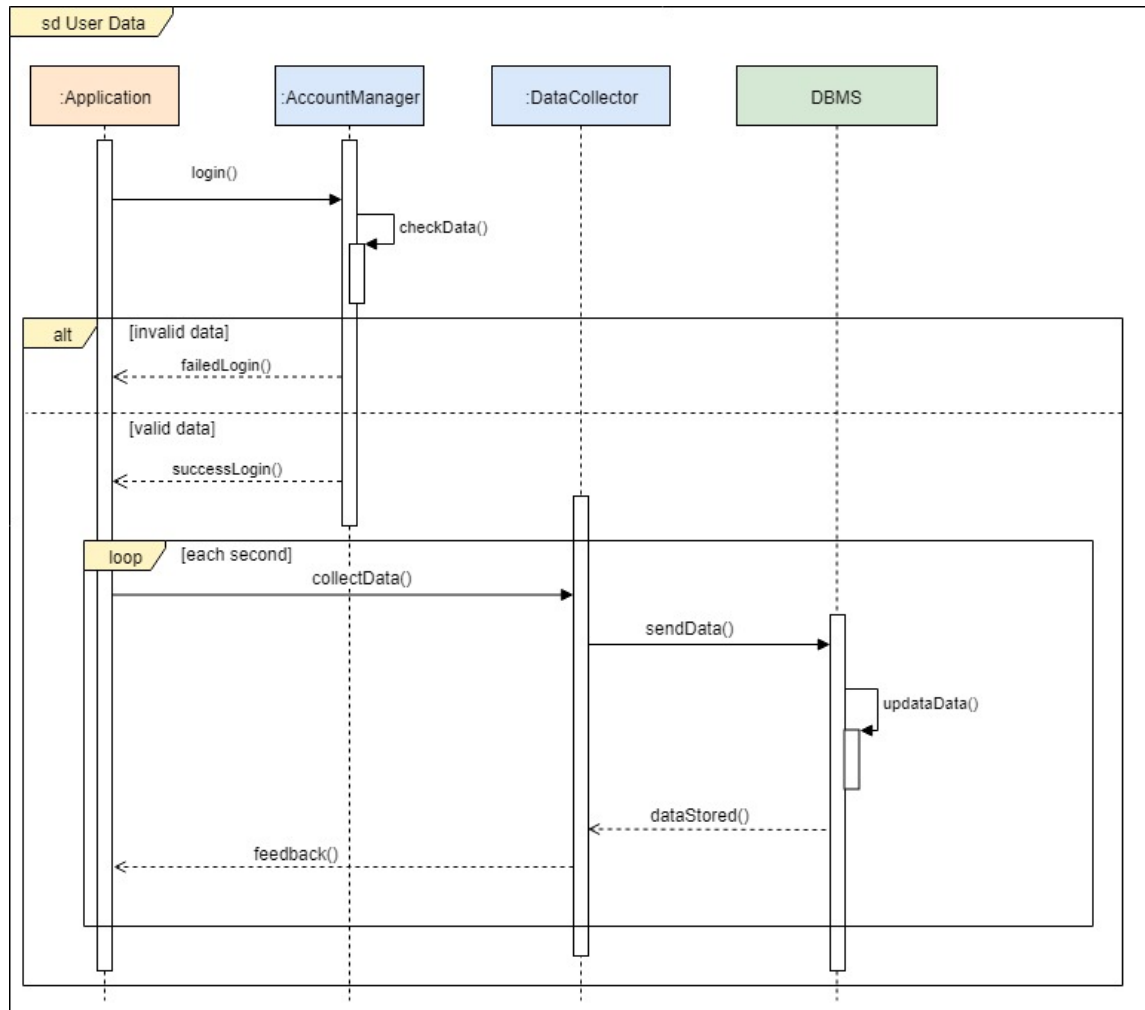 sd User Data
:Application
:AccountManager
:DataCollector
DBMS
login()
checkData()
alt
[invalid data]
failedLogin()
[valid data]
successLogin()
loop
[each second]
collectData()
sendData()
updataData()
dataStored()
feedback()